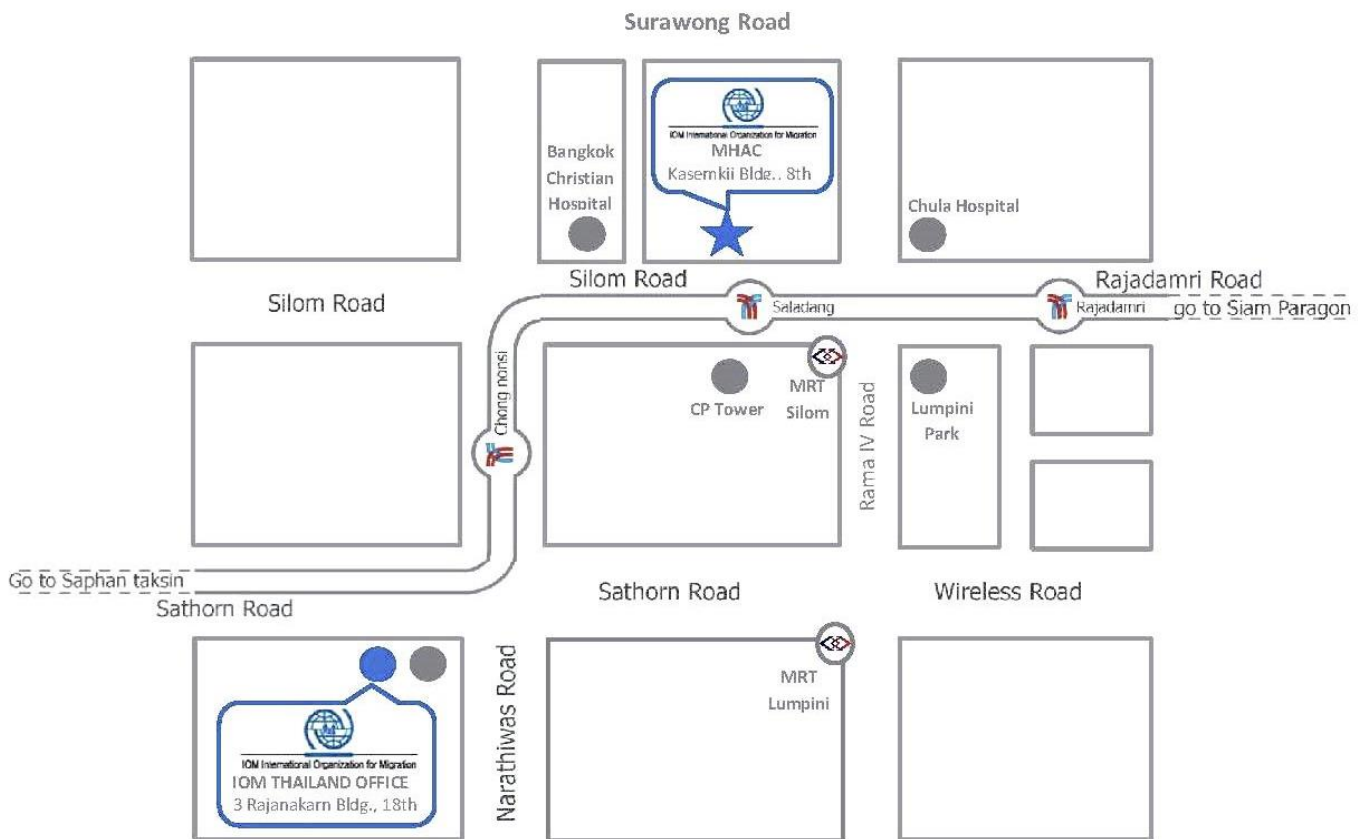 Surawong Road
IOM International Organization for Migration
MHAC
Kasemkii Bldg., 8th
Bangkok
Christian
Hospital
Chula Hospital
Silom Road
Silom Road
Rajadamri Road
Saladang
Rajadamri
go to Siam Paragon
Chong nonsi
CP Tower
MRT
Silom
Rama IV Road
Lumpini
Park
Go to Saphan taksin
Sathorn Road
Sathorn Road
Wireless Road
Narathiwas Road
MRT
Lumpini
IOM International Organization for Migration
IOM THAILAND OFFICE
3 Rajanakarn Bldg., 18th